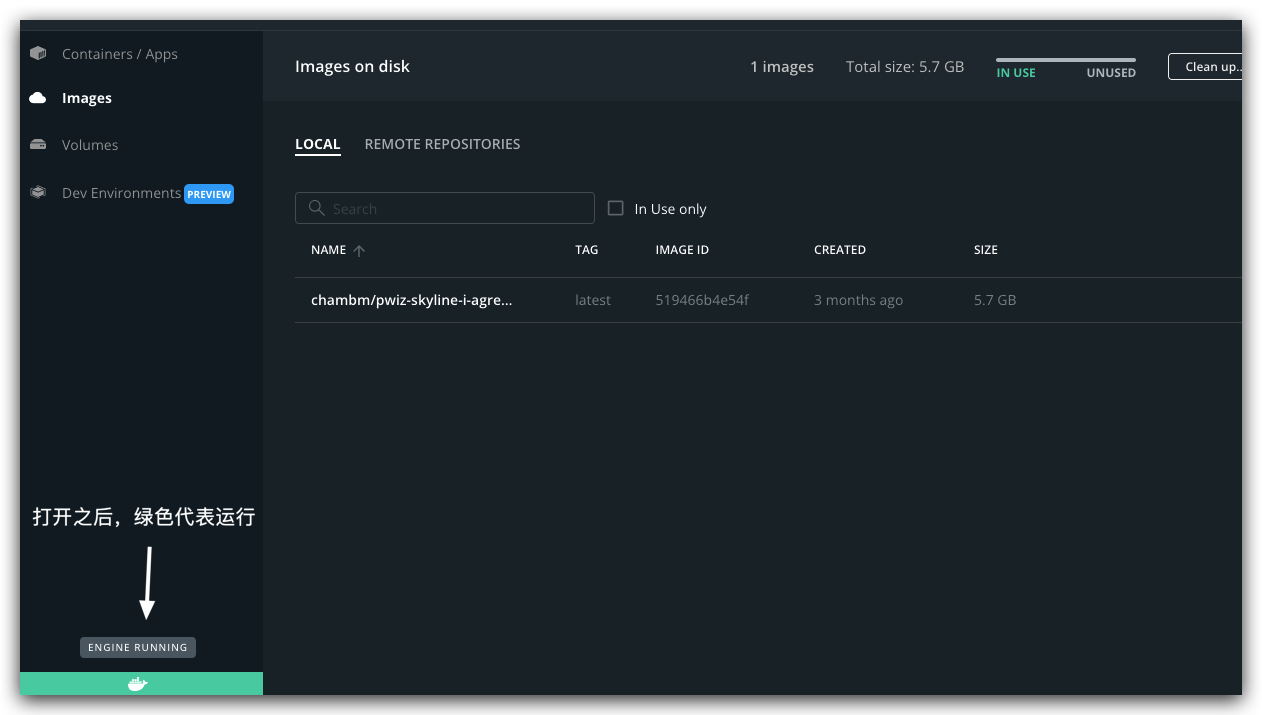 Containers / Apps
Images
Volumes
Dev Environments PREVIEW
打开之后，绿色代表运行
ENGINE RUNNING
Images on disk
1 images
Total size: 5.7 GB
IN USE
UNUSED
Clean up..
LOCAL
REMOTE REPOSITORIES
Search
In Use only
NAME TAG IMAGE ID CREATED SIZE
chambm/pwiz-skyline-i-agre... latest 519466b4e54f 3 months ago 5.7 GB